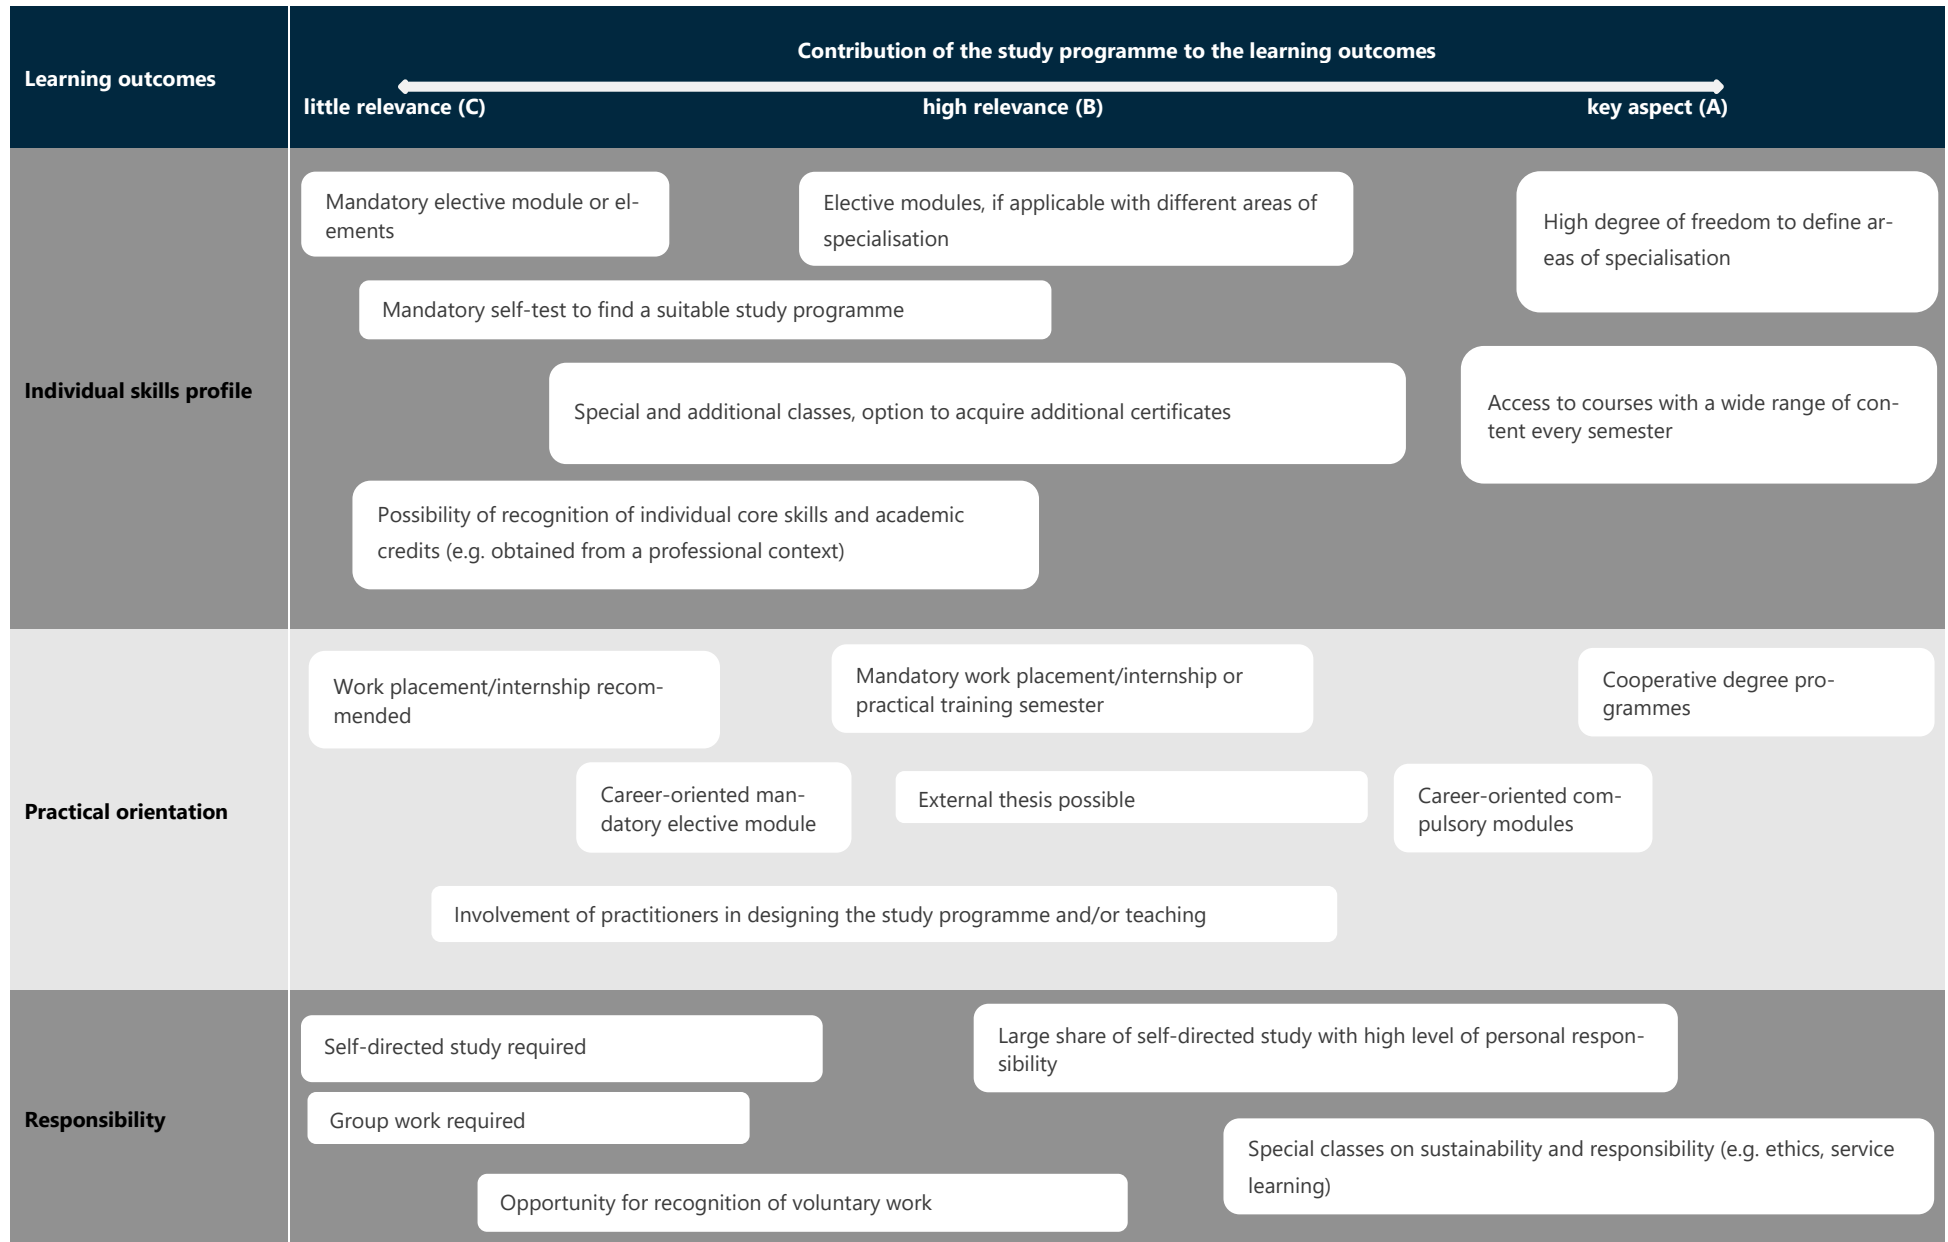 Learning outcomes
Contribution of the study programme to the learning outcomes
little relevance (C)
high relevance (B)
key aspect (A)
Individual skills profile
Mandatory elective module or el-
ements
Elective modules, if applicable with different areas of
specialisation
High degree of freedom to define ar-
eas of specialisation
Mandatory self-test to find a suitable study programme
Special and additional classes, option to acquire additional certificates
Access to courses with a wide range of con-
tent every semester
Possibility of recognition of individual core skills and academic
credits (e.g. obtained from a professional context)
Practical orientation
Work placement/internship recom-
mended
Mandatory work placement/internship or
practical training semester
Cooperative degree pro-
grammes
Career-oriented man-
datory elective module
External thesis possible
Career-oriented com-
pulsory modules
Involvement of practitioners in designing the study programme and/or teaching
Responsibility
Self-directed study required
Large share of self-directed study with high level of personal respon-
sibility
Group work required
Special classes on sustainability and responsibility (e.g. ethics, service
learning)
Opportunity for recognition of voluntary work